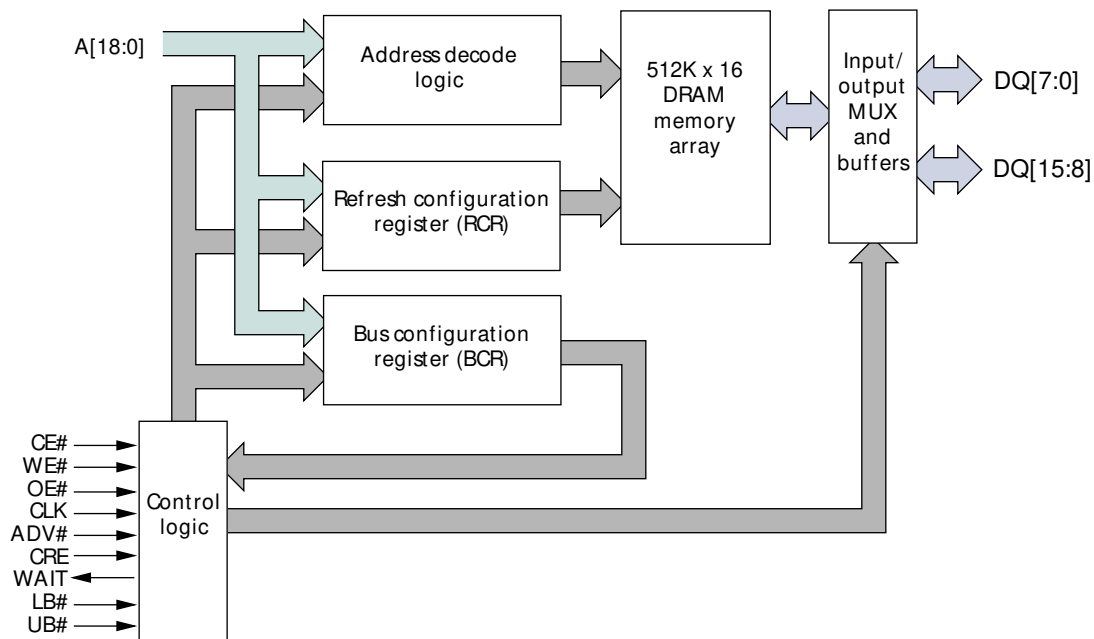 A[18:0]
Address decode
logic
512K x 16
DRAM
memory
array
Input/
output
MUX
and
buffers
DQ[7:0]
DQ[15:8]
Refresh configuration
register (RCR)
Bus configuration
register (BCR)
CE#
WE#
OE#
CLK
ADV#
CRE
WAIT
LB#
UB#
Control
logic